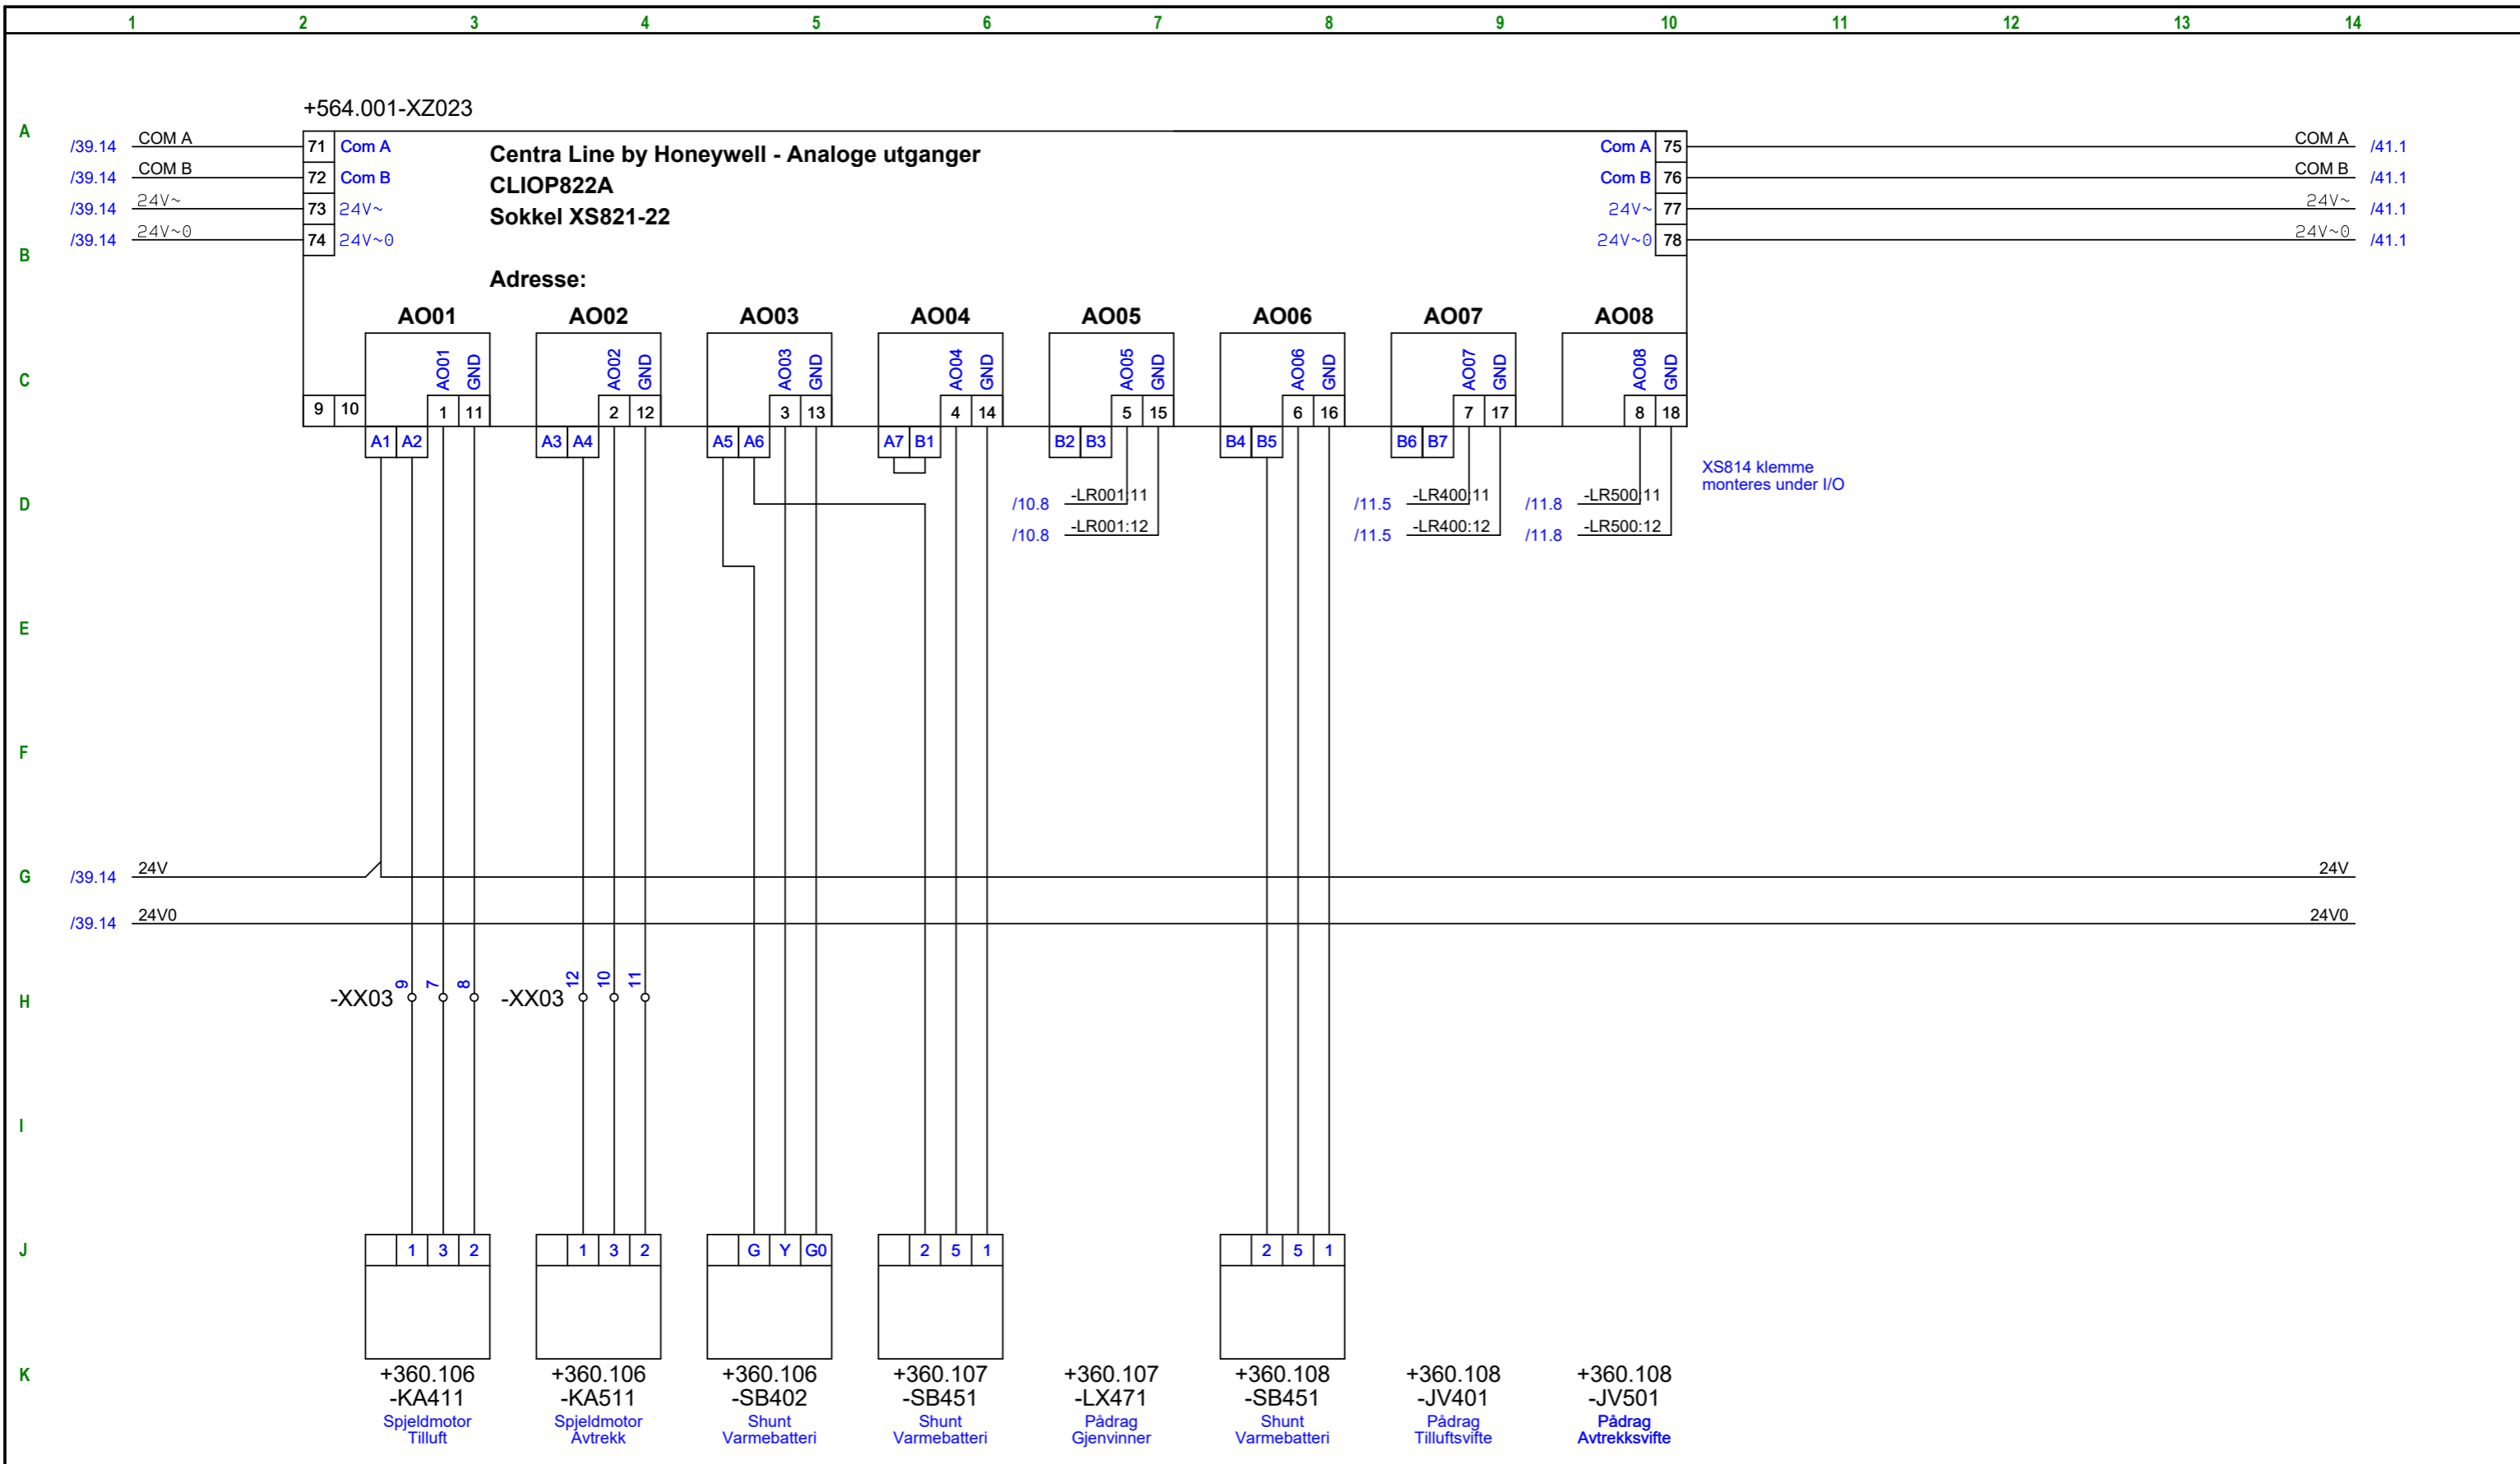 1 2 3 4 5 6 7 8 9 10 11 12 13 14
+564.001-XZ023
A
/39.14 COM A 71 Com A
Centra Line by Honeywell - Analoge utganger
Com A 75 COM A /41.1
/39.14 COM B 72 Com B
CLIOP822A
Com B 76 COM B /41.1
/39.14 24V~ 73 24V~
Sokkel XS821-22
24V~ 77 24V~ /41.1
/39.14 24V~0 74 24V~0
24V~0 78 24V~0 /41.1
B
Adresse:
AO01 AO02 AO03 AO04 AO05 AO06 AO07 AO08
C
AO01 GND AO02 GND AO03 GND AO04 GND AO05 GND AO06 GND AO07 GND AO08 GND
9 10 1 11 2 12 3 13 4 14 5 15 6 16 7 17 8 18
A1 A2 A3 A4 A5 A6 A7 B1 B2 B3 B4 B5 B6 B7
XS814 klemme
monteres under I/O
D
/10.8 -LR001:11 /11.5 -LR400:11 /11.8 -LR500:11
/10.8 -LR001:12 /11.5 -LR400:12 /11.8 -LR500:12
E
F
G
/39.14 24V 24V
/39.14 24V0 24V0
H
-XX03 9 7 8 -XX03 12 10 11
I
J
1 3 2 1 3 2 G Y G0 2 5 1 2 5 1
K
+360.106 +360.106 +360.106 +360.107 +360.107 +360.108 +360.108 +360.108
-KA411 -KA511 -SB402 -SB451 -LX471 -SB451 -JV401 -JV501
Spjeldmotor Spjeldmotor Shunt Shunt Pådrag Shunt Pådrag Pådrag
Tilluft Avtrekk Varmebatteri Varmebatteri Gjenvinner Varmebatteri Tilluftsvifte Avtrekksvifte